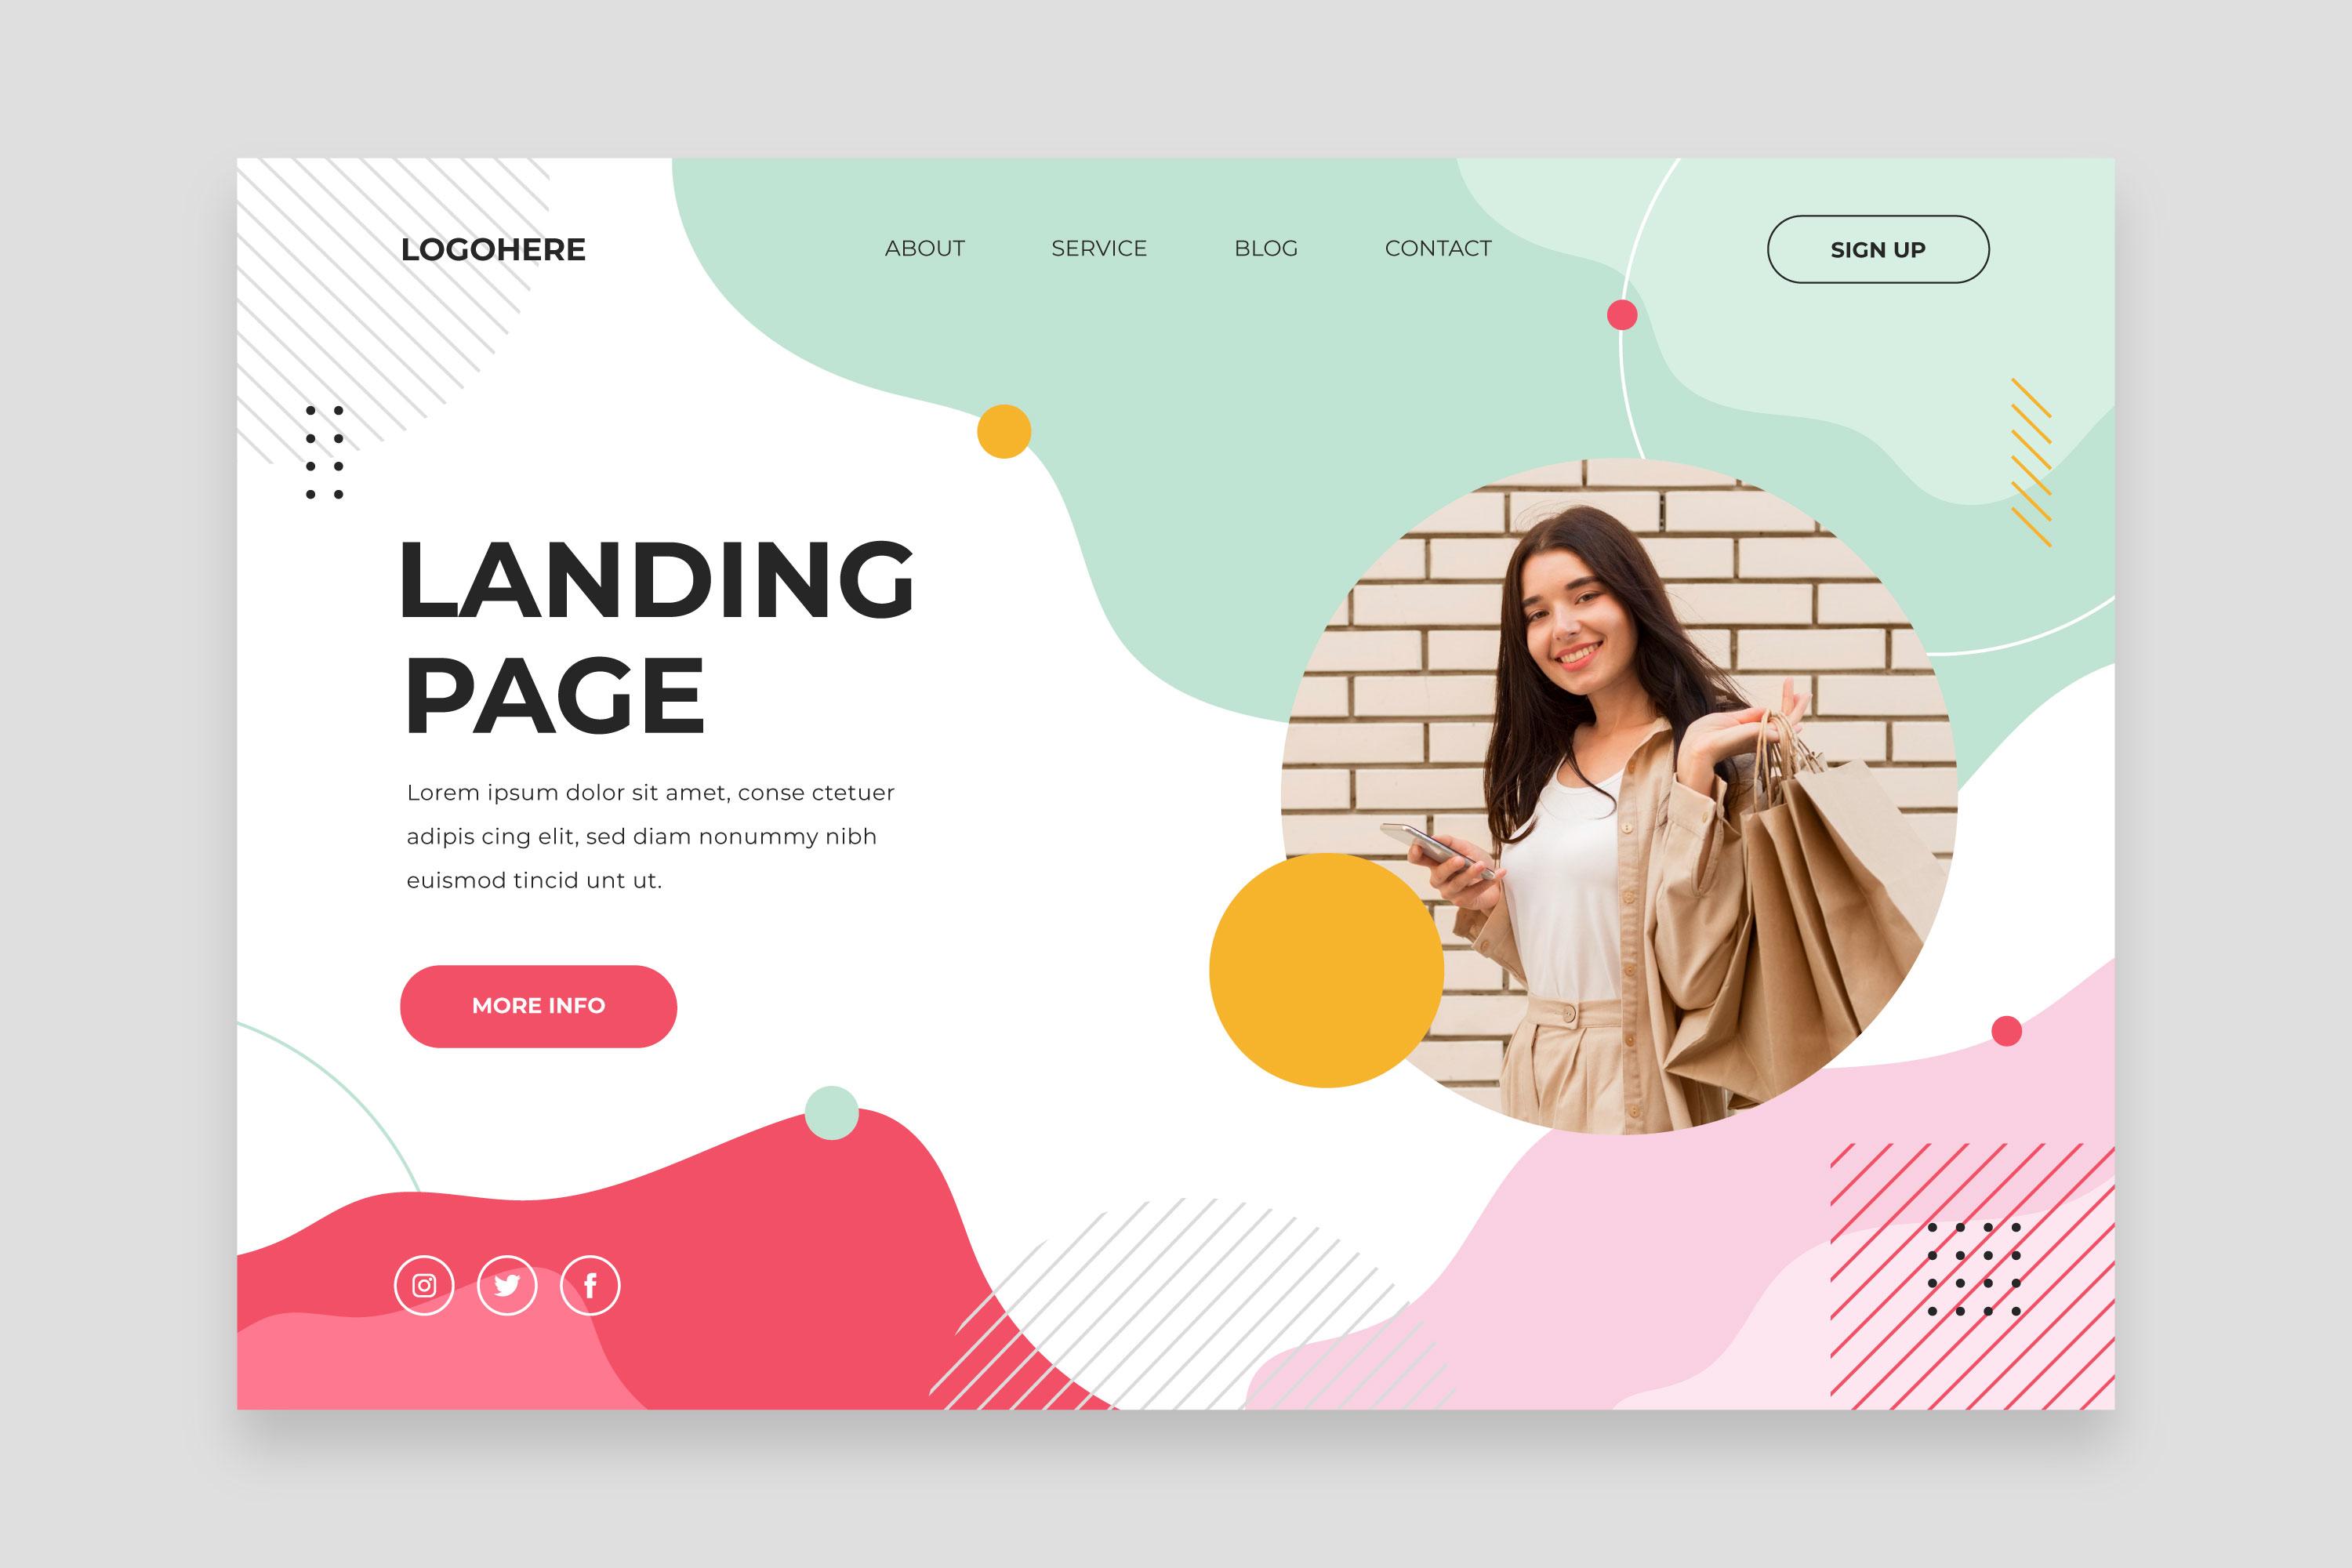 LOGOHERE
ABOUT
SERVICE
BLOG
CONTACT
SIGN UP
LANDING
PAGE
Lorem ipsum dolor sit amet, conse ctetuer
adipis cing elit, sed diam nonummy nibh
euismod tincid unt ut.
MORE INFO